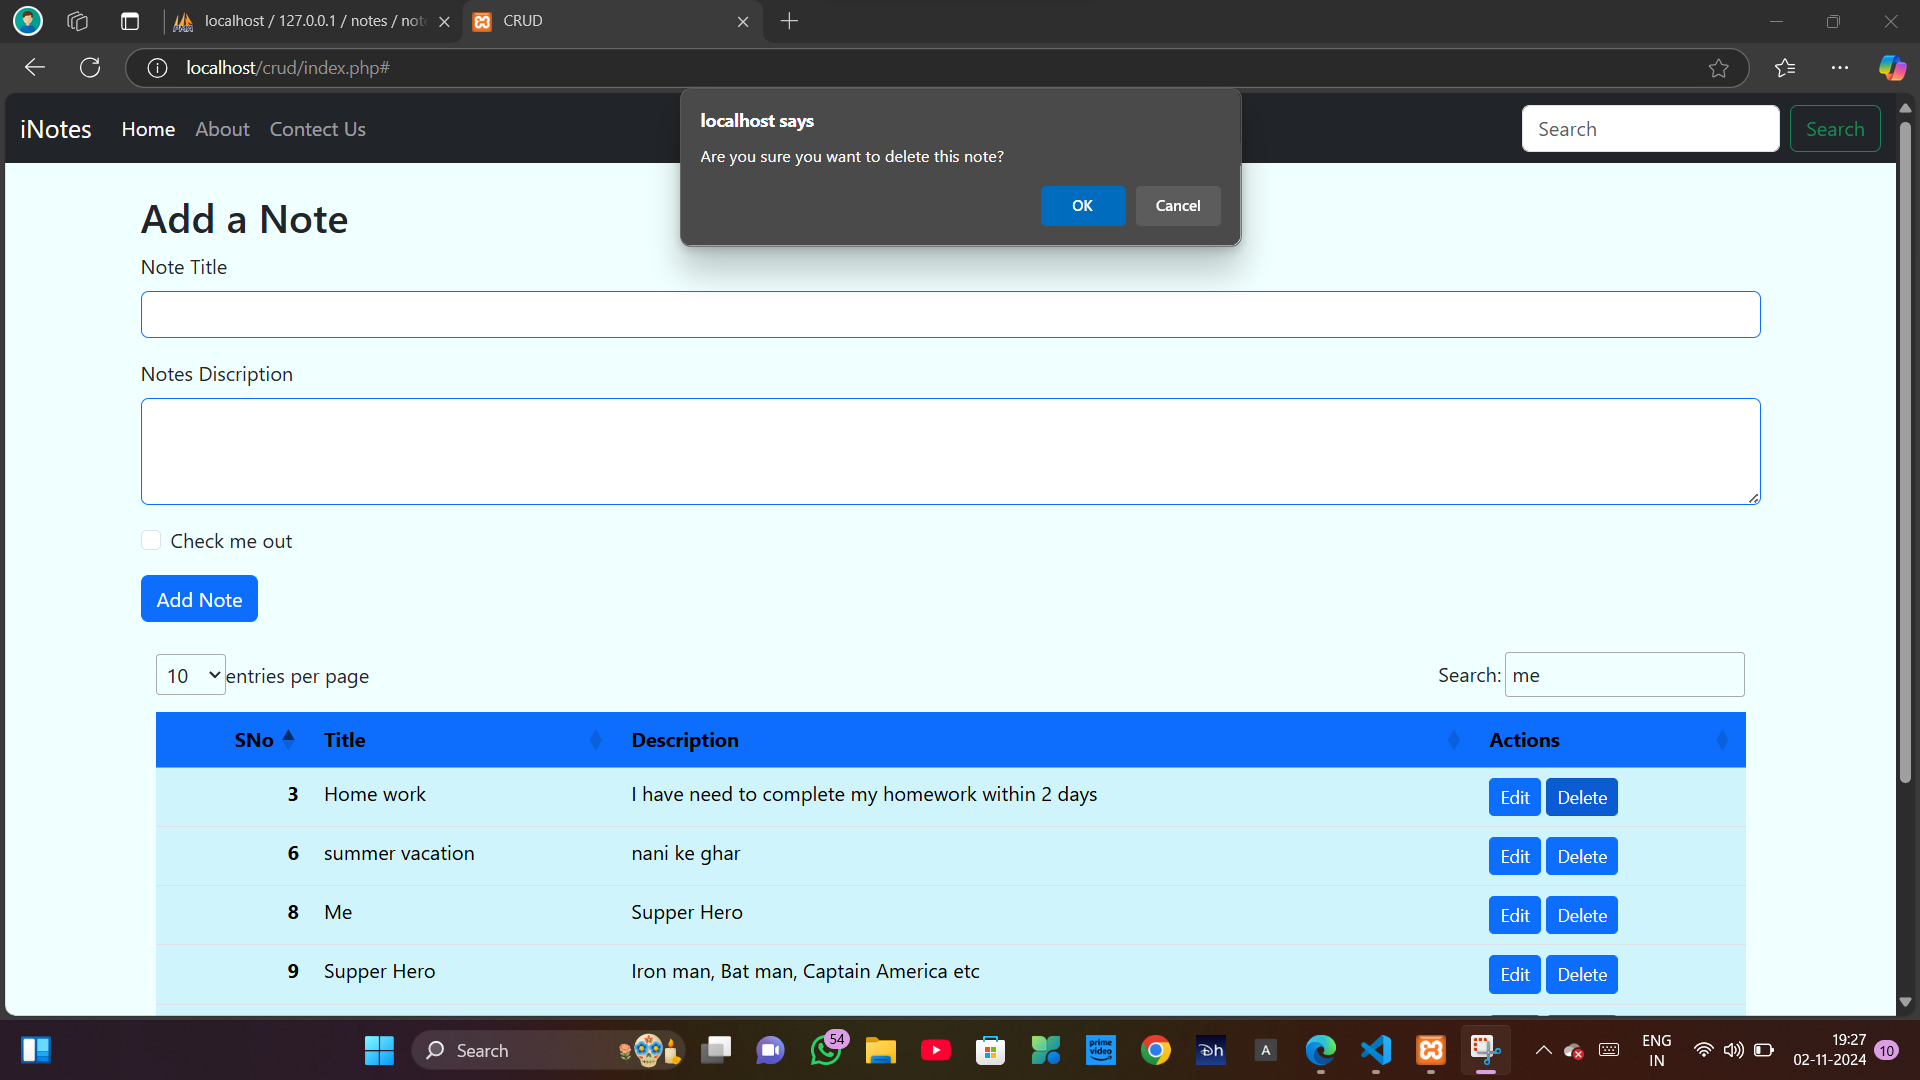 localhost / 127.0.0.1 / notes / not
CRUD
localhost/crud/index.php#
iNotes Home About Contect Us
Search Search
localhost says
Are you sure you want to delete this note?
OK Cancel
Add a Note
Note Title
Notes Discription
Check me out
Add Note
10 entries per page
Search: me
SNo Title Description Actions
3 Home work I have need to complete my homework within 2 days Edit Delete
6 summer vacation nani ke ghar Edit Delete
8 Me Supper Hero Edit Delete
9 Supper Hero Iron man, Bat man, Captain America etc Edit Delete
Search
54
prime video
Dh
A
ENG
IN
19:27
02-11-2024
10